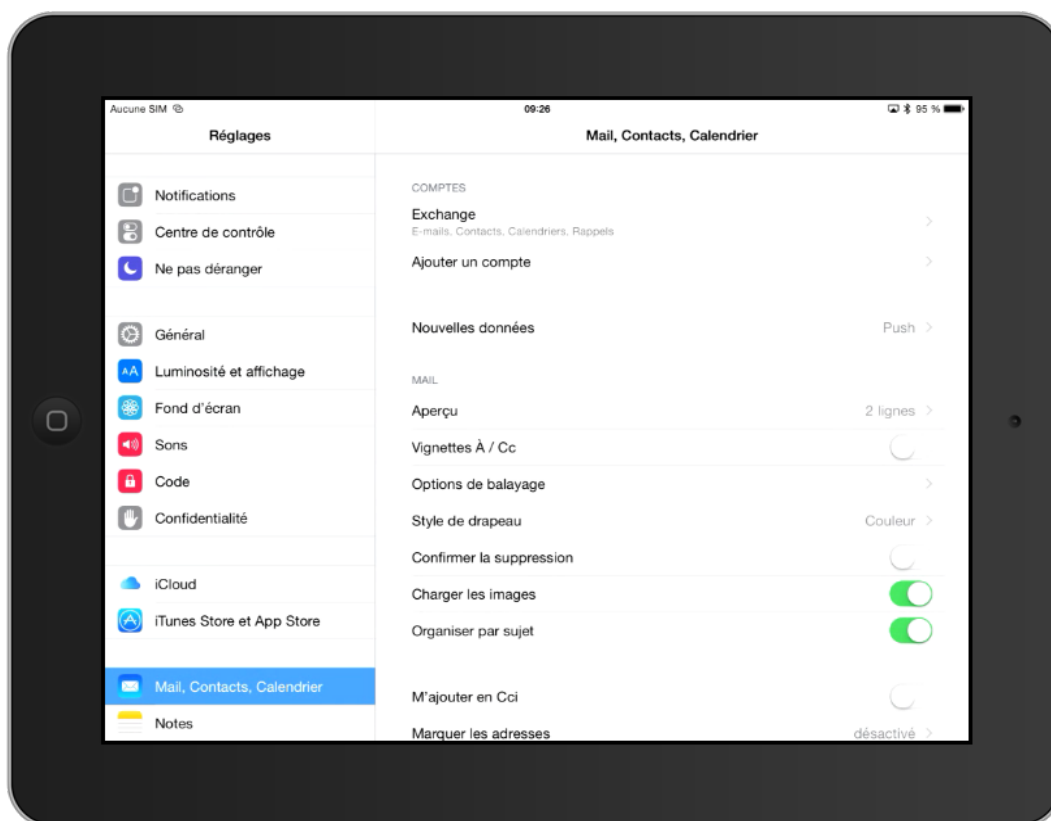 Aucune SIM
09:26
95 %
Réglages
Mail, Contacts, Calendrier
Notifications
Centre de contrôle
Ne pas déranger
Général
AA
Luminosité et affichage
Fond d'écran
Sons
Code
Confidentialité
iCloud
iTunes Store et App Store
Mail, Contacts, Calendrier
Notes
COMPTES
Exchange
E-mails, Contacts, Calendriers, Rappels
Ajouter un compte
Nouvelles données Push
MAIL
Aperçu 2 lignes
Vignettes À / Cc
Options de balayage
Style de drapeau Couleur
Confirmer la suppression
Charger les images
Organiser par sujet
M'ajouter en Cci
Marquer les adresses désactivé